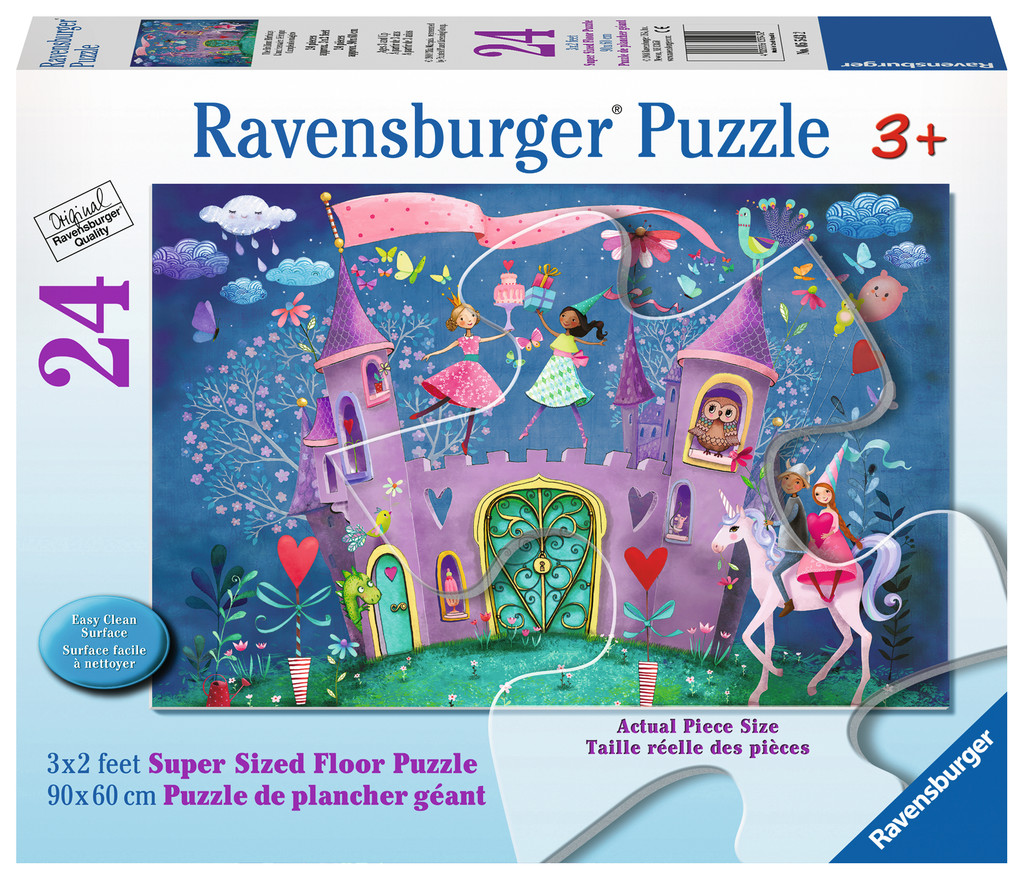 Ravensburger
Puzzle
24
Ravensburger
Ravensburger® Puzzle
3+
Original
Ravensburger®
Quality
24
Easy Clean
Surface
Surface facile
à nettoyer
Actual Piece Size
Taille réelle des pièces
3x2 feet Super Sized Floor Puzzle
90x60 cm Puzzle de plancher géant
Ravensburger